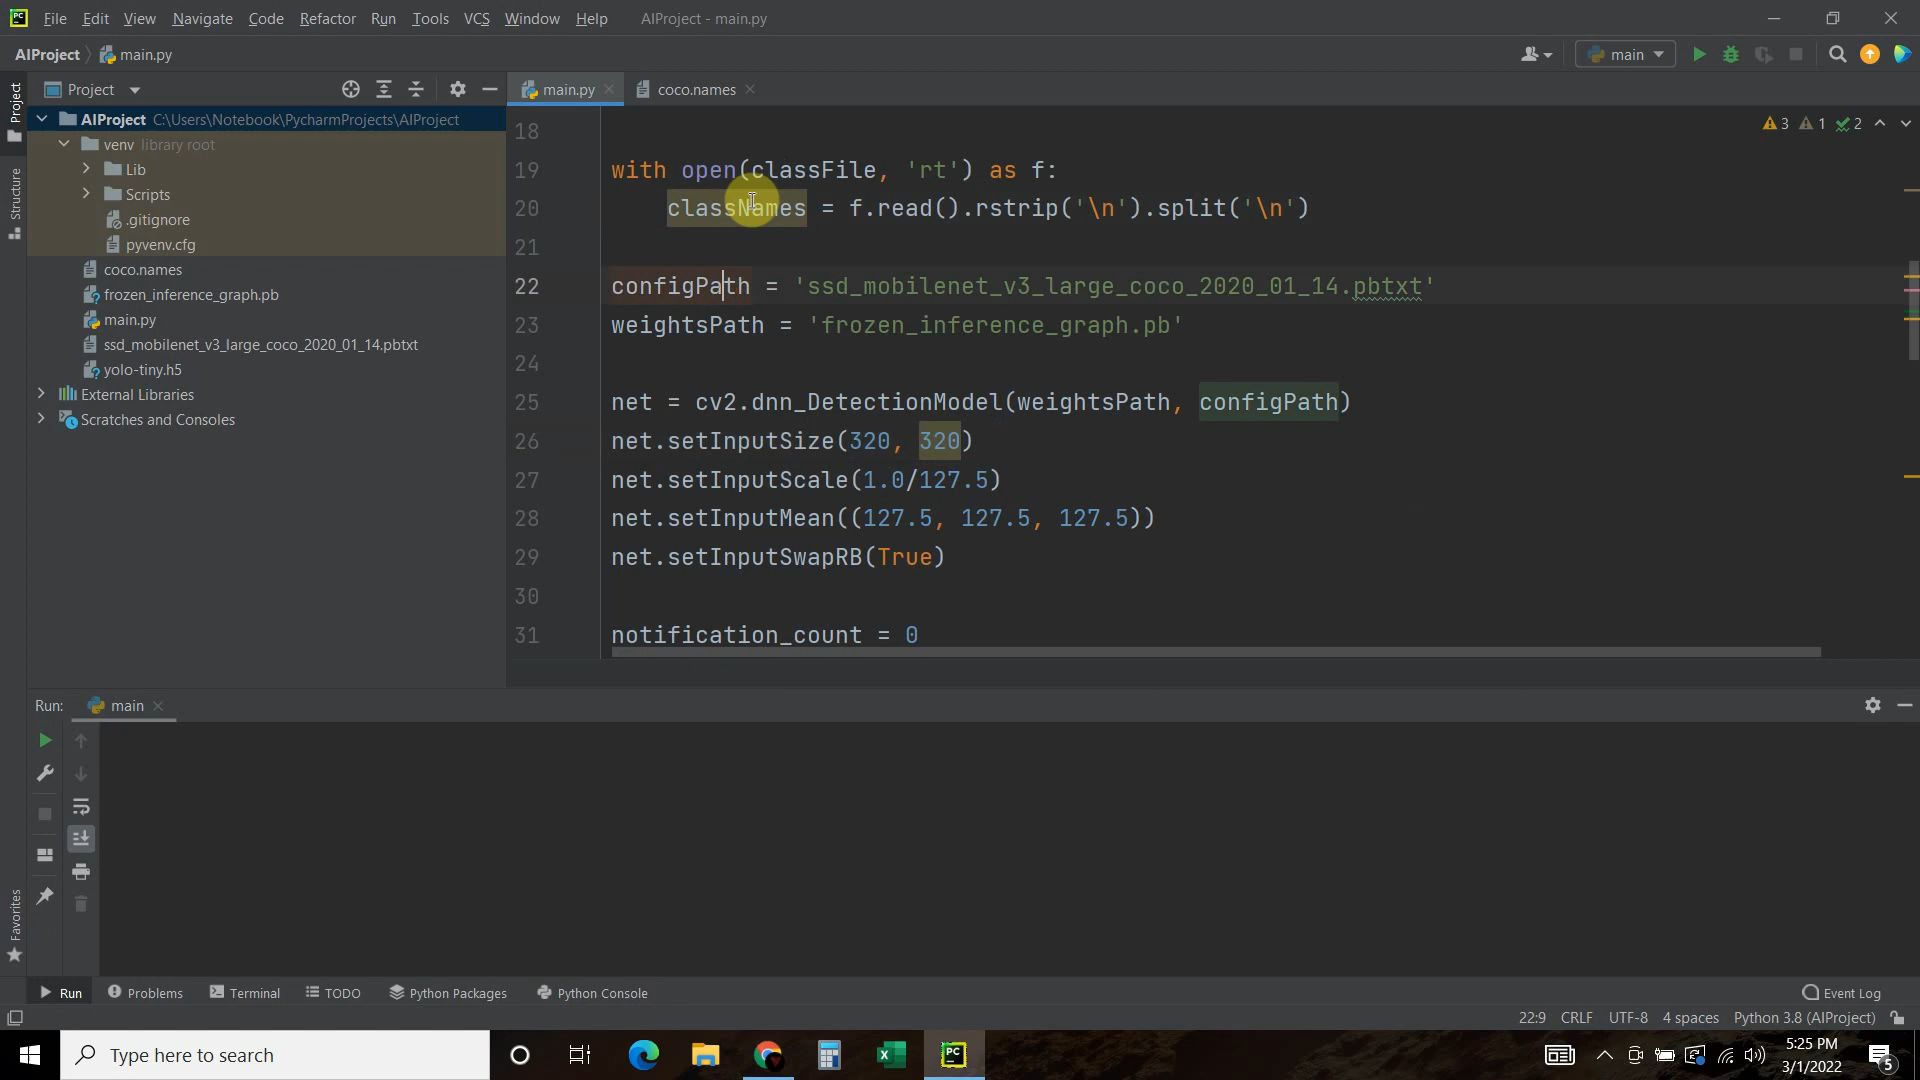 File Edit View Navigate Code Refactor Run Tools VCS Window Help AIProject - main.py
AIProject main.py
main
Project
Structure
Favorites
Project
AIProject C:\Users\Notebook\PycharmProjects\AIProject
venv library root
Lib
Scripts
.gitignore
pyvenv.cfg
coco.names
frozen_inference_graph.pb
main.py
ssd_mobilenet_v3_large_coco_2020_01_14.pbtxt
yolo-tiny.h5
External Libraries
Scratches and Consoles
main.py coco.names
3 1 2
18
19 with open(classFile, 'rt') as f:
20 classNames = f.read().rstrip('\n').split('\n')
21
22 configPath = 'ssd_mobilenet_v3_large_coco_2020_01_14.pbtxt'
23 weightsPath = 'frozen_inference_graph.pb'
24
25 net = cv2.dnn_DetectionModel(weightsPath, configPath)
26 net.setInputSize(320, 320)
27 net.setInputScale(1.0/127.5)
28 net.setInputMean((127.5, 127.5, 127.5))
29 net.setInputSwapRB(True)
30
31 notification_count = 0
Run: main
Run Problems Terminal TODO Python Packages Python Console Event Log
22:9 CRLF UTF-8 4 spaces Python 3.8 (AIProject)
Type here to search
PC
5:25 PM
3/1/2022
5